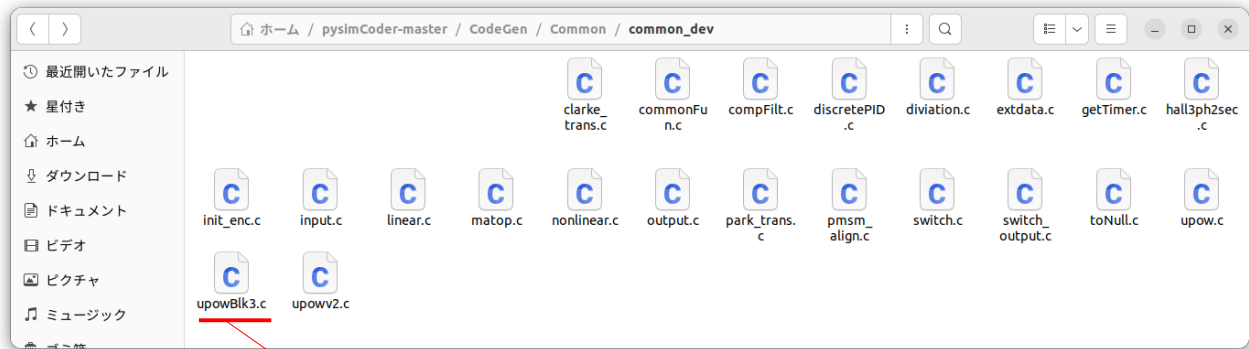 ホーム / pysimCoder-master / CodeGen / Common / common_dev
最近開いたファイル
星付き
ホーム
ダウンロード
ドキュメント
ビデオ
ピクチャ
ミュージック
clarke_
trans.c
commonFu
n.c
compFilt.c
discretePID
.c
diviation.c
extdata.c
getTimer.c
hall3ph2sec
.c
init_enc.c
input.c
linear.c
matop.c
nonlinear.c
output.c
park_trans.
c
pmsm_
align.c
switch.c
switch_
output.c
toNull.c
upow.c
upowBlk3.c
upowv2.c